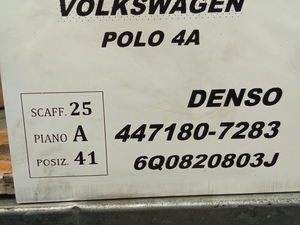 VOLKSWAGEN
POLO 4A
DENSO
447180-7283
6Q0820803J
SCAFF. 25
PIANO A
POSIZ. 41